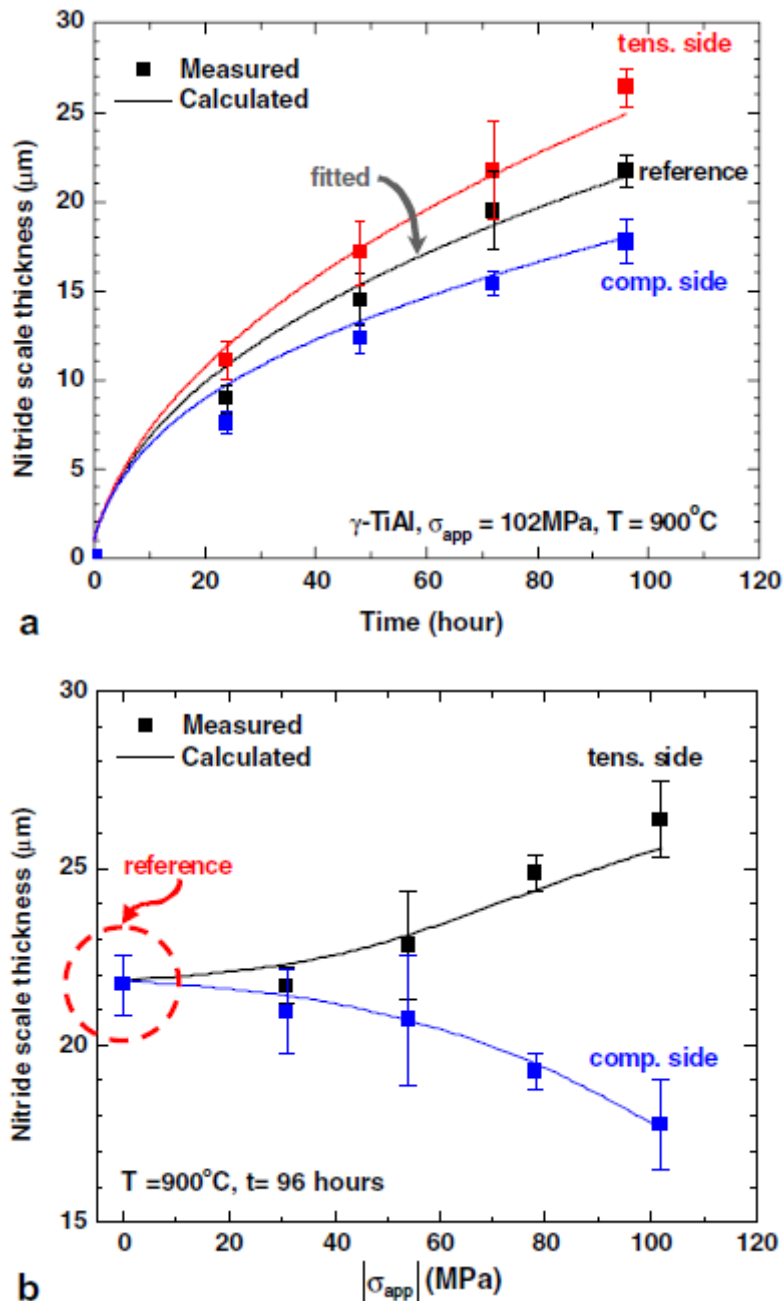 30
25
20
15
10
5
0
Nitride scale thickness (μm)
Measured
Calculated
tens. side
fitted
reference
comp. side
γ-TiAl, σapp = 102MPa, T = 900°C
0 20 40 60 80 100 120
Time (hour)
a
30
25
20
15
Nitride scale thickness (μm)
Measured
Calculated
tens. side
reference
comp. side
T =900°C, t= 96 hours
0 20 40 60 80 100 120
|σapp| (MPa)
b